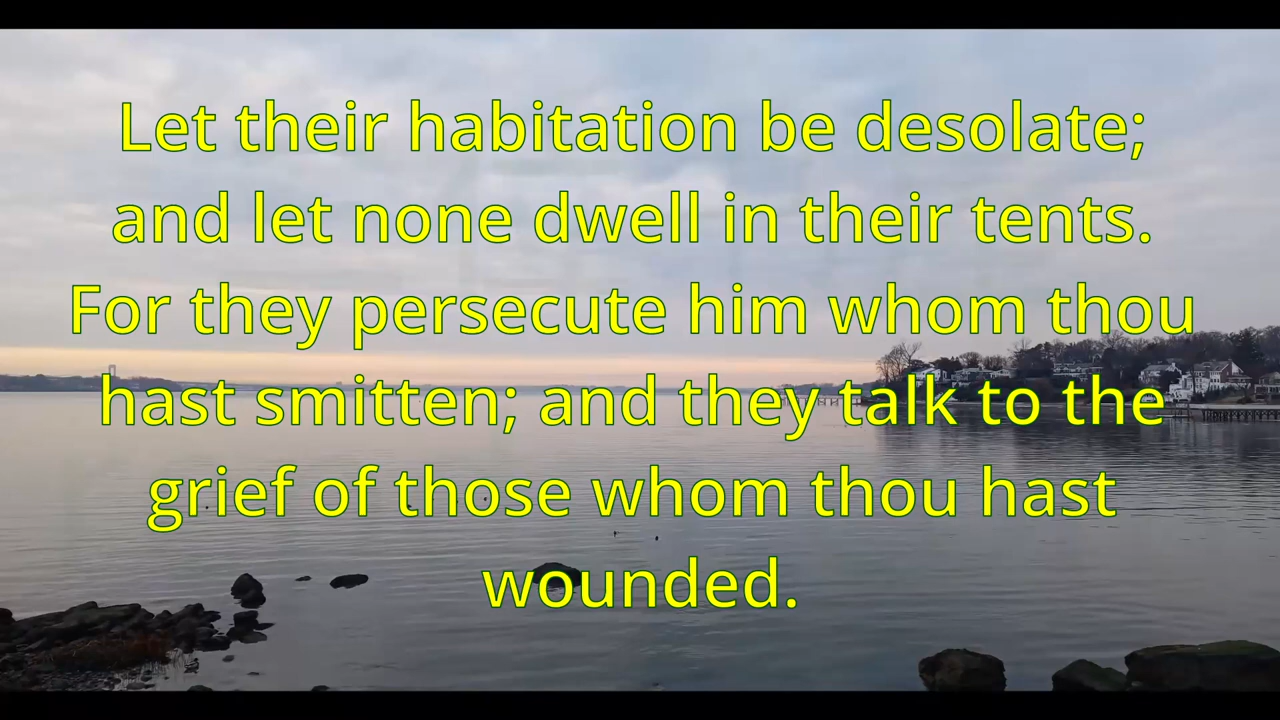 Let their habitation be desolate;
and let none dwell in their tents.
For they persecute him whom thou
hast smitten; and they talk to the
grief of those whom thou hast
wounded.